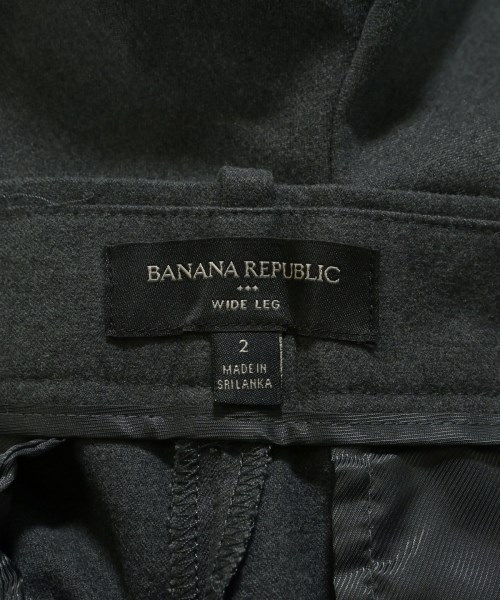 BANANA REPUBLIC
WIDE LEG
2
MADE IN
SRI LANKA